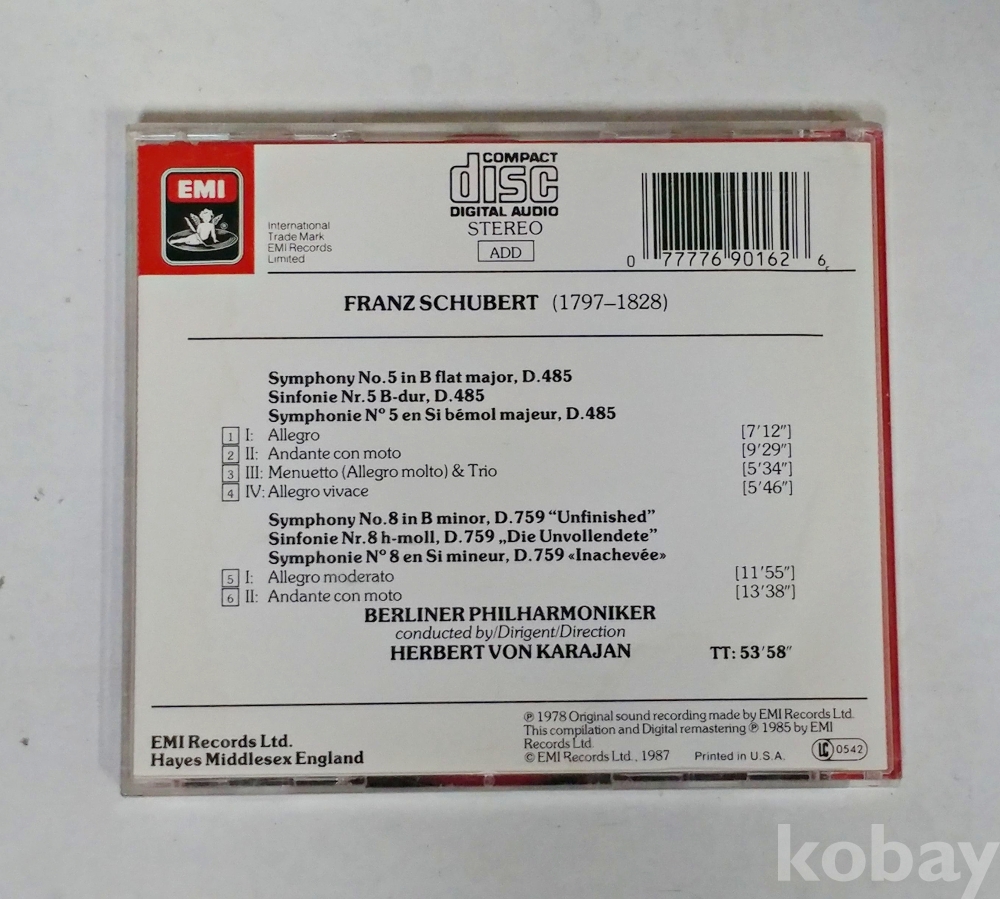 EMI
International
Trade Mark
EMI Records
Limited
COMPACT
disc
DIGITAL AUDIO
STEREO
ADD
0 77776 90162 6
FRANZ SCHUBERT (1797–1828)
Symphony No. 5 in B flat major, D.485
Sinfonie Nr. 5 B-dur, D.485
Symphonie Nº 5 en Si bémol majeur, D.485
1 I: Allegro [7'12"]
2 II: Andante con moto [9'29"]
3 III: Menuetto (Allegro molto) & Trio [5'34"]
4 IV: Allegro vivace [5'46"]
Symphony No. 8 in B minor, D.759 "Unfinished"
Sinfonie Nr. 8 h-moll, D.759 „Die Unvollendete"
Symphonie Nº 8 en Si mineur, D.759 «Inachevée»
5 I: Allegro moderato [11'55"]
6 II: Andante con moto [13'38"]
BERLINER PHILHARMONIKER
conducted by/Dirigent/Direction
HERBERT VON KARAJAN TT: 53'58"
EMI Records Ltd.
Hayes Middlesex England
℗ 1978 Original sound recording made by EMI Records Ltd.
This compilation and Digital remastering ℗ 1985 by EMI
Records Ltd.
© EMI Records Ltd., 1987 Printed in U.S.A.
LC 0542
kobay